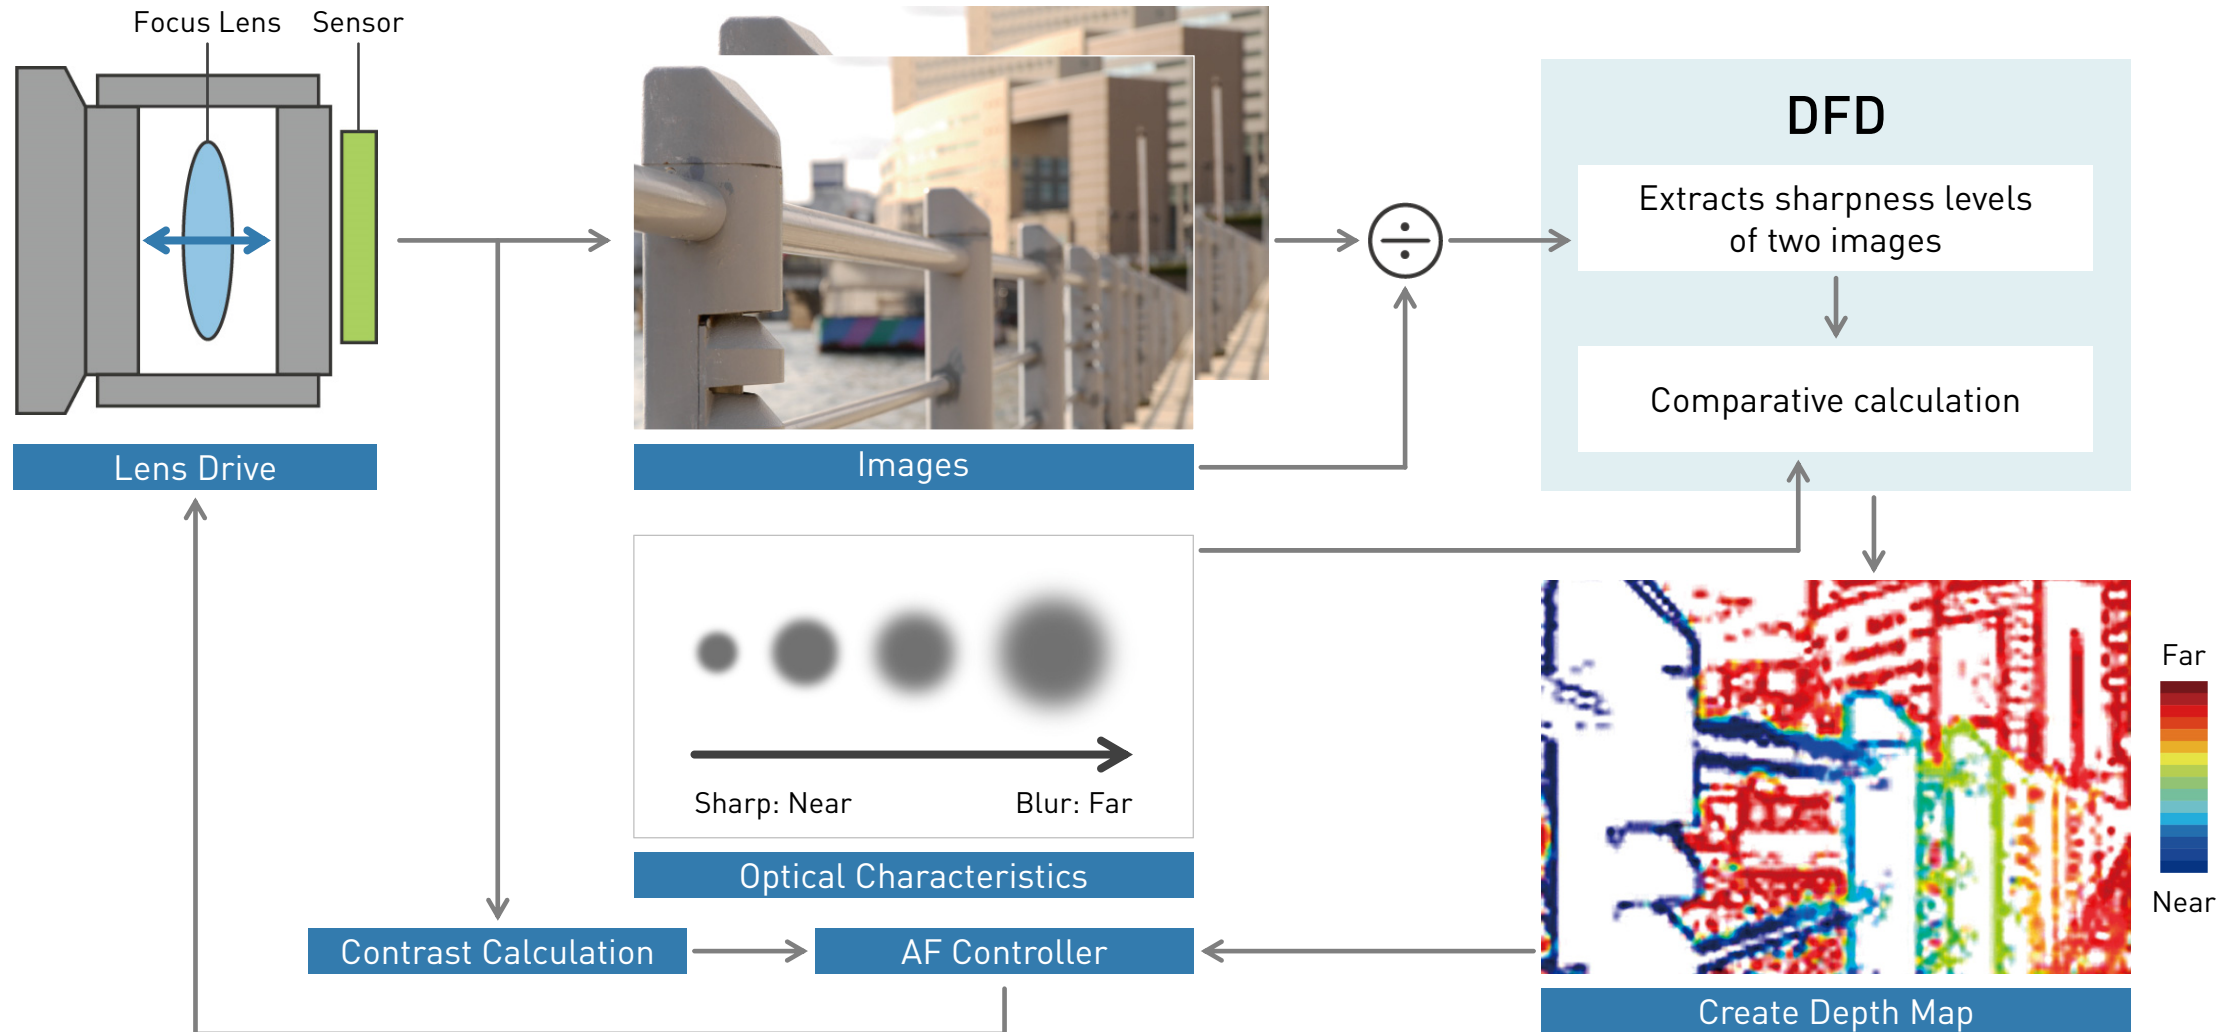 Focus Lens
Sensor
Lens Drive
Images
DFD
Extracts sharpness levels
of two images
Comparative calculation
Sharp: Near
Blur: Far
Optical Characteristics
Far
Near
Contrast Calculation
AF Controller
Create Depth Map